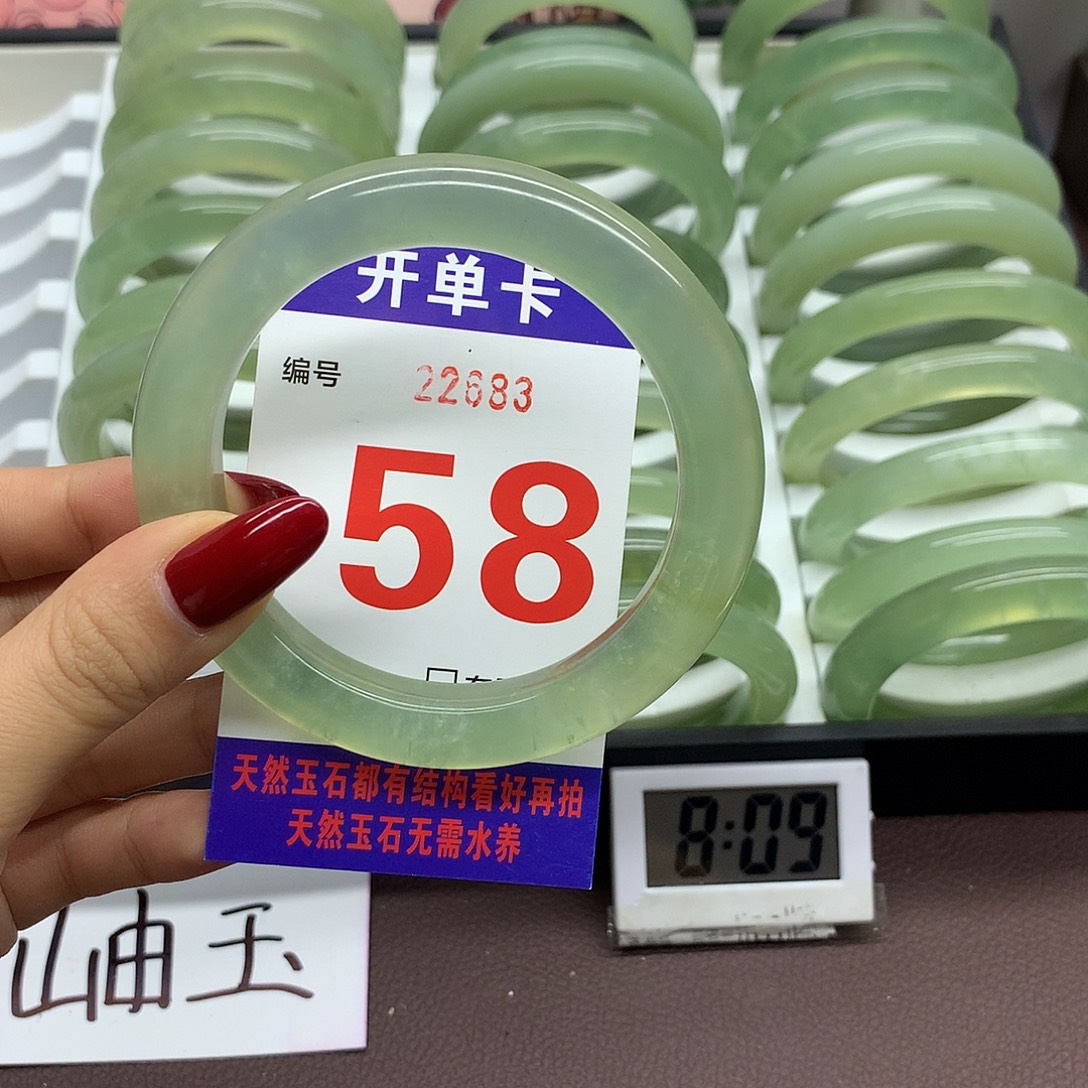 开单卡
编号 22683
58
天然玉石都有结构看好再拍
天然玉石无需水养
8:09
岫玉